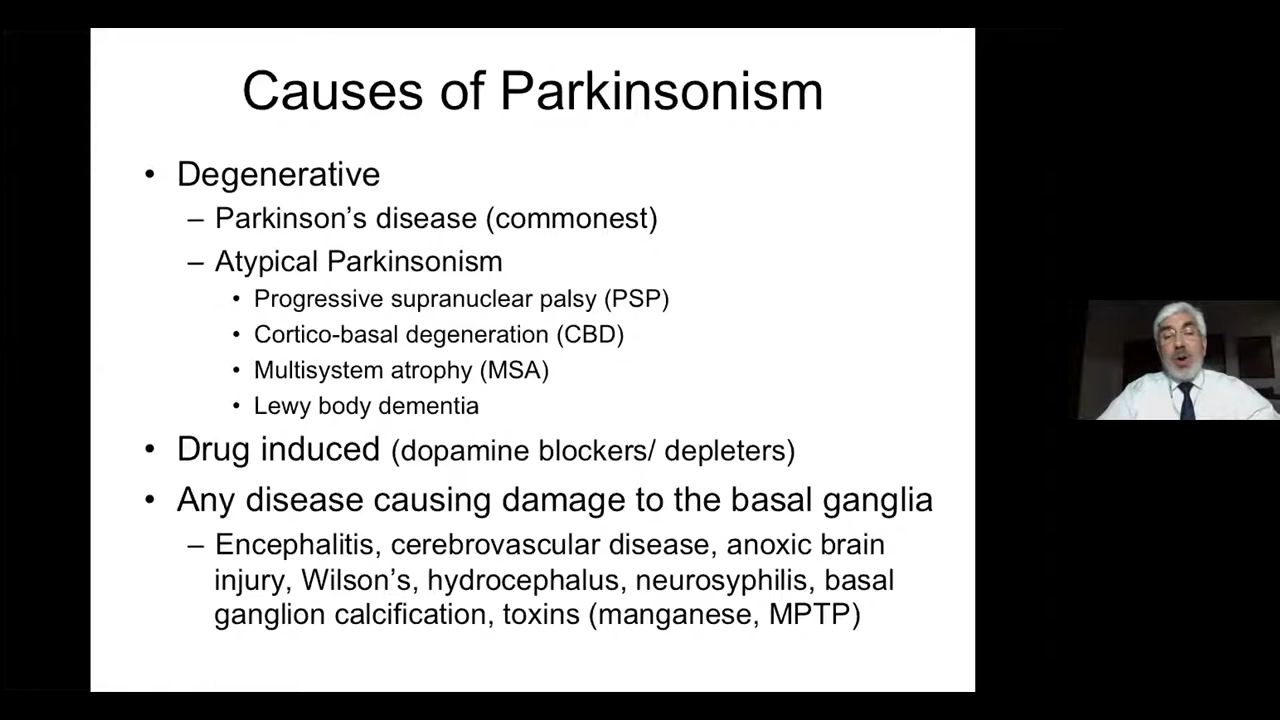 Causes of Parkinsonism
• Degenerative
– Parkinson’s disease (commonest)
– Atypical Parkinsonism
• Progressive supranuclear palsy (PSP)
• Cortico-basal degeneration (CBD)
• Multisystem atrophy (MSA)
• Lewy body dementia
• Drug induced (dopamine blockers/ depleters)
• Any disease causing damage to the basal ganglia
– Encephalitis, cerebrovascular disease, anoxic brain
injury, Wilson’s, hydrocephalus, neurosyphilis, basal
ganglion calcification, toxins (manganese, MPTP)